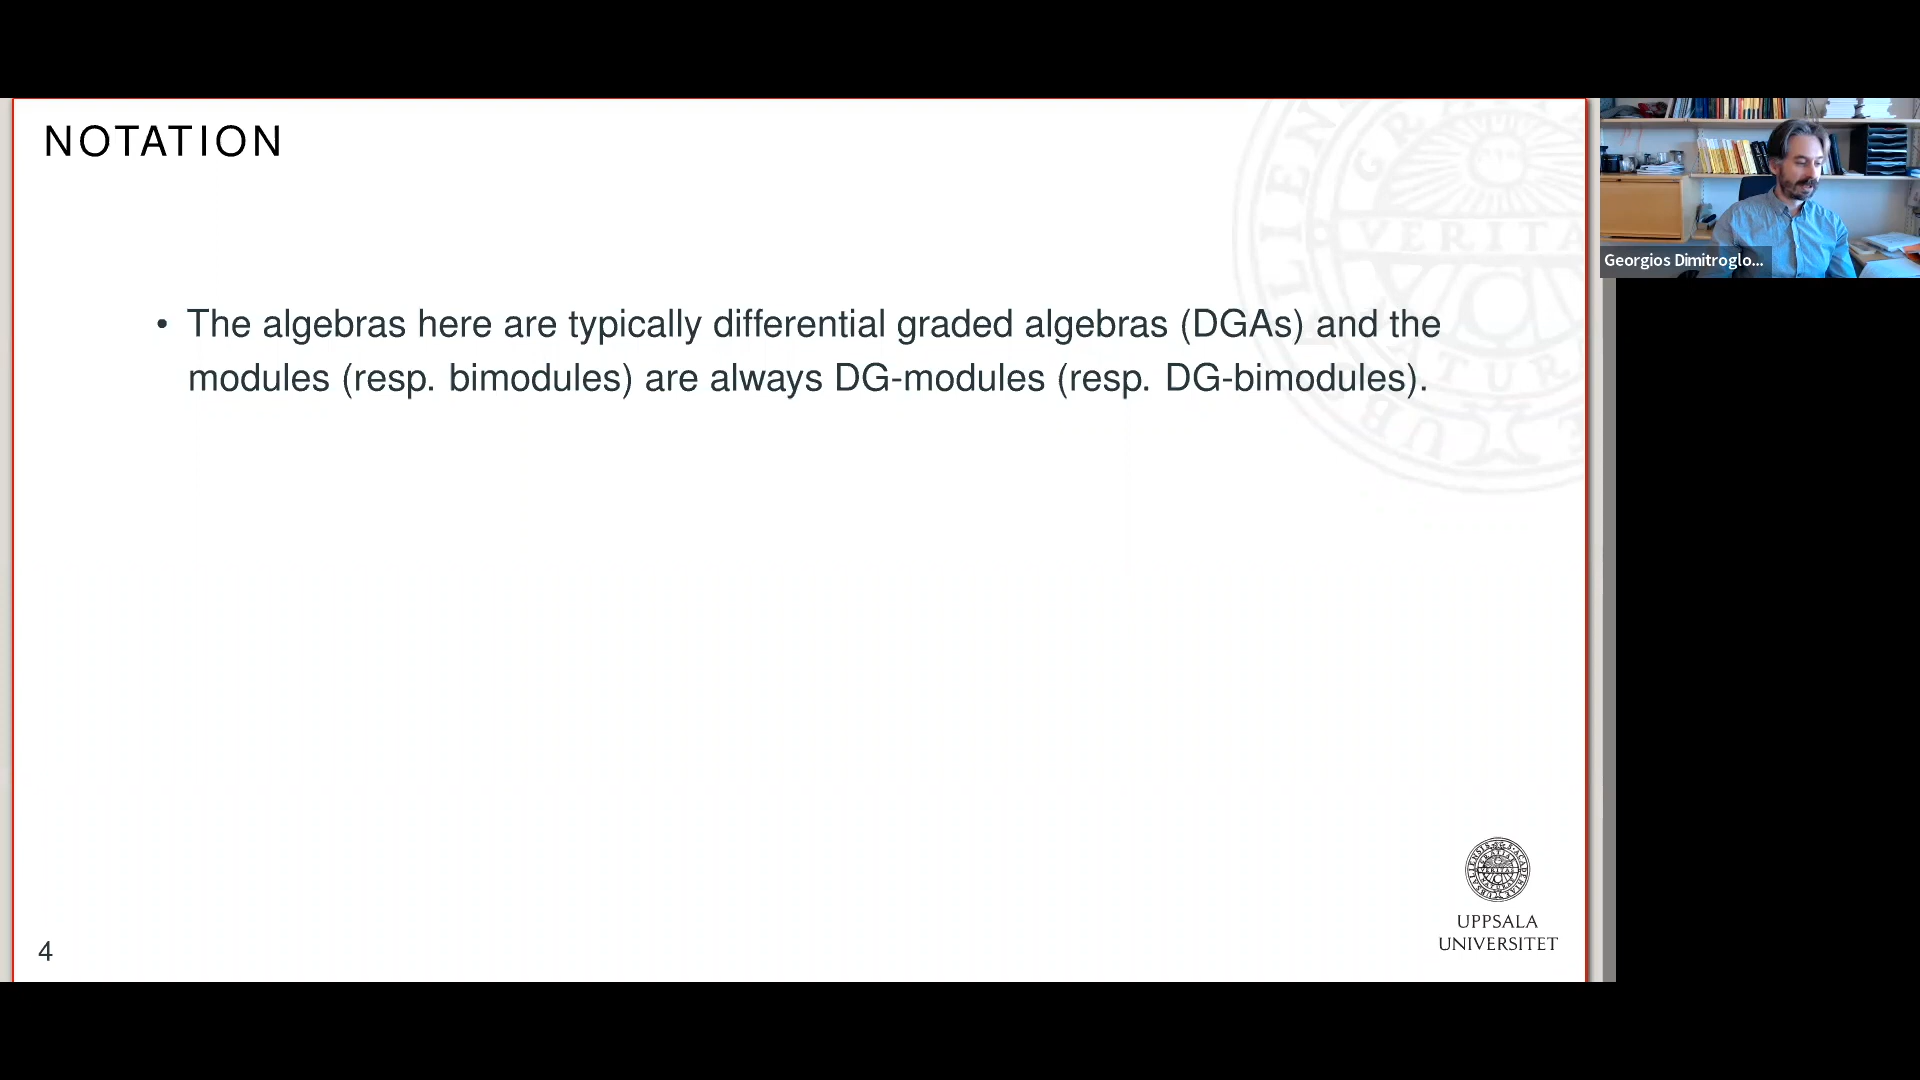 NOTATION
• The algebras here are typically differential graded algebras (DGAs) and the
modules (resp. bimodules) are always DG-modules (resp. DG-bimodules).
Georgios Dimitroglo...
VERITA
UPPSALA
UNIVERSITET
4